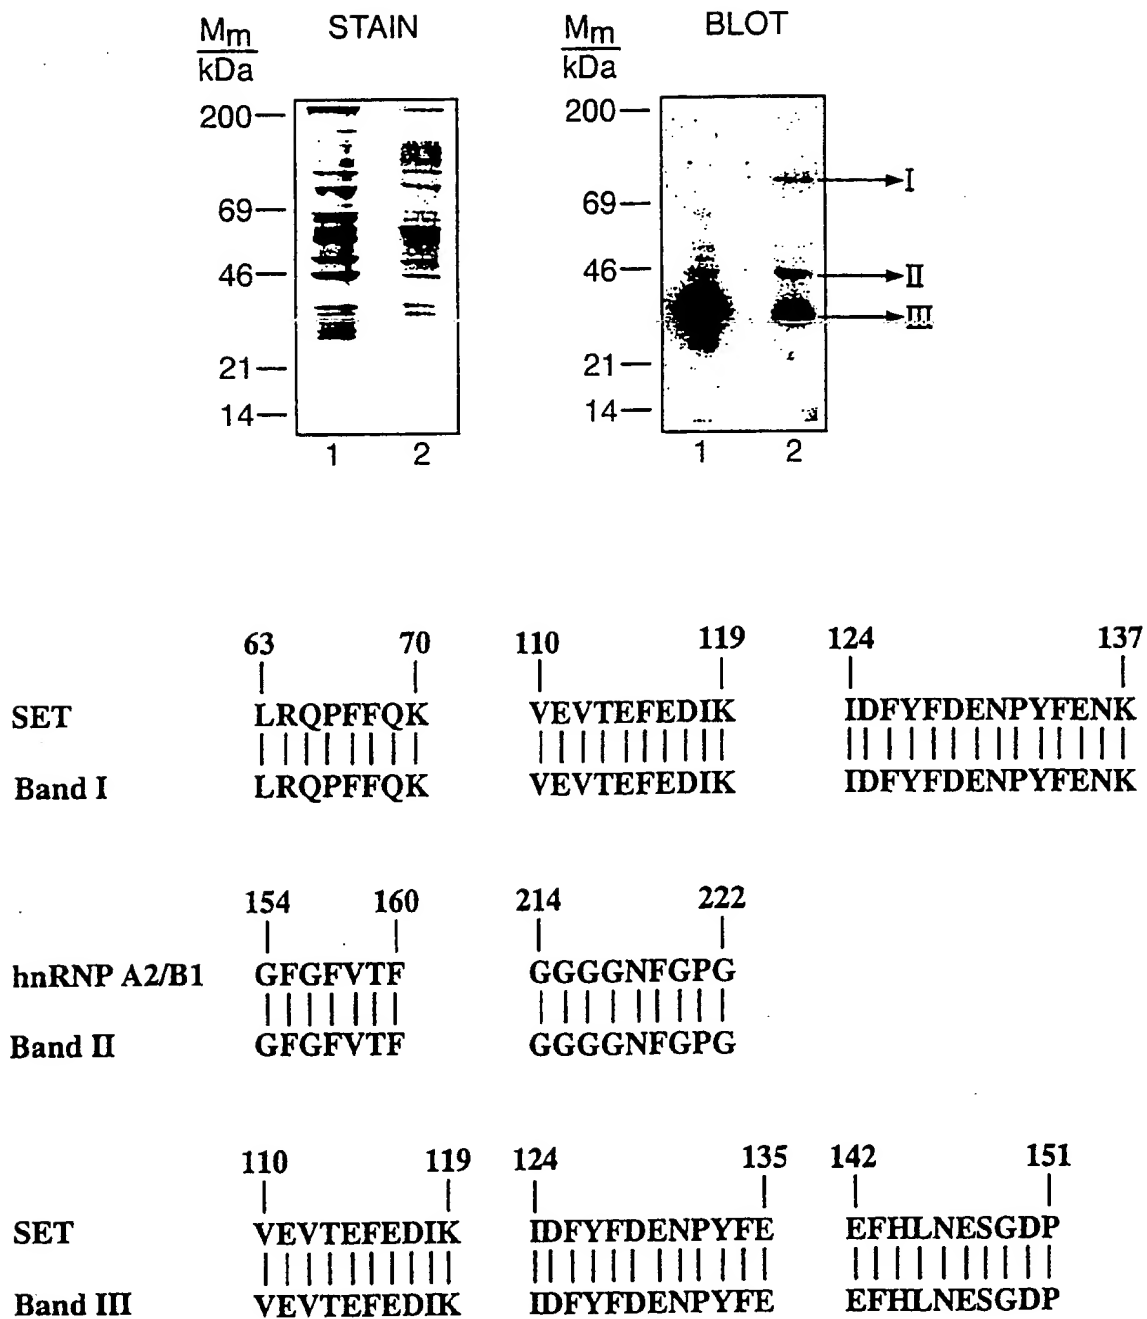 Mm
kDa
STAIN
Mm
kDa
BLOT
200
69
46
21
14
1 2
200
69
46
21
14
1 2
I
II
III
63 70 110 119 124 137
SET LRQPFFQK VEVTEFEDIK IDFYFDENPYFENK
Band I LRQPFFQK VEVTEFEDIK IDFYFDENPYFENK
154 160 214 222
hnRNP A2/B1 GFGFVTF GGGGNFGPG
Band II GFGFVTF GGGGNFGPG
110 119 124 135 142 151
SET VEVTEFEDIK IDFYFDENPYFE EFHLNESGDP
Band III VEVTEFEDIK IDFYFDENPYFE EFHLNESGDP